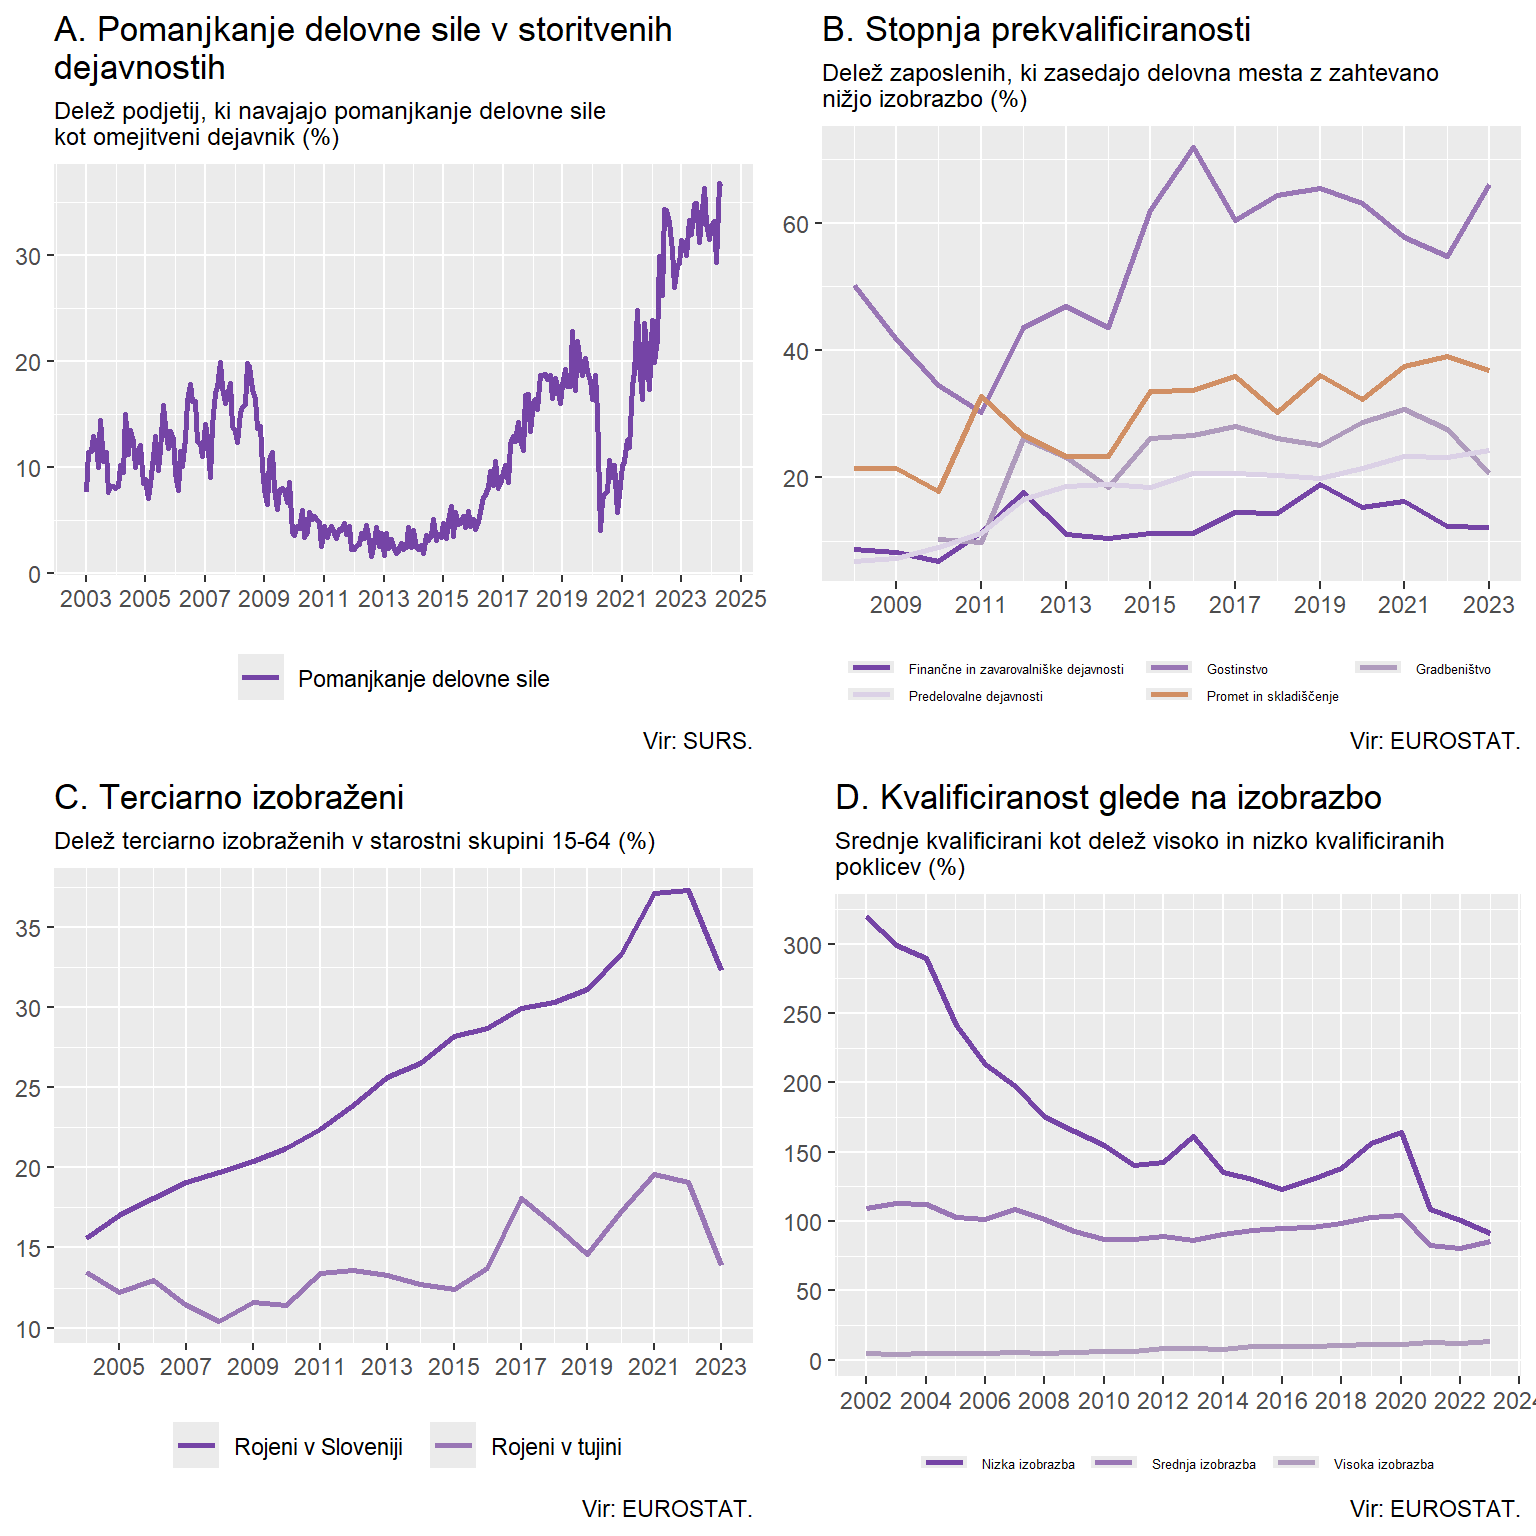 A. Pomanjkanje delovne sile v storitvenih
dejavnostih
Delež podjetij, ki navajajo pomanjkanje delovne sile
kot omejitveni dejavnik (%)
30
20
10
0
2003 2005 2007 2009 2011 2013 2015 2017 2019 2021 2023 2025
Pomanjkanje delovne sile
Vir: SURS.
B. Stopnja prekvalificiranosti
Delež zaposlenih, ki zasedajo delovna mesta z zahtevano
nižjo izobrazbo (%)
60
40
20
2009 2011 2013 2015 2017 2019 2021 2023
Finančne in zavarovalniške dejavnosti Gostinstvo Gradbeništvo
Predelovalne dejavnosti Promet in skladiščenje
Vir: EUROSTAT.
C. Terciarno izobraženi
Delež terciarno izobraženih v starostni skupini 15-64 (%)
35
30
25
20
15
10
2005 2007 2009 2011 2013 2015 2017 2019 2021 2023
Rojeni v Sloveniji Rojeni v tujini
Vir: EUROSTAT.
D. Kvalificiranost glede na izobrazbo
Srednje kvalificirani kot delež visoko in nizko kvalificiranih
poklicev (%)
300
250
200
150
100
50
0
2002 2004 2006 2008 2010 2012 2014 2016 2018 2020 2022 2024
Nizka izobrazba Srednja izobrazba Visoka izobrazba
Vir: EUROSTAT.